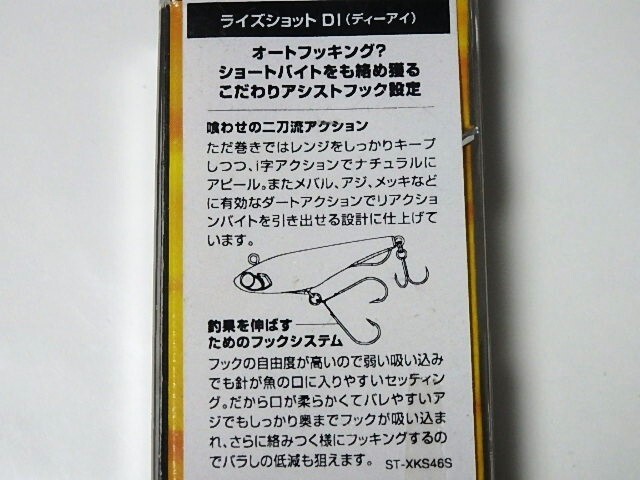 ライズショット DI(ディーアイ)
オートフッキング?
ショートバイトをも絡め獲る
こだわりアシストフック設定
喰わせの二刀流アクション
ただ巻きではレンジをしっかりキープ
しつつ、i字アクションでナチュラルに
アピール。またメバル、アジ、メッキなど
に有効なダートアクションでリアクショ
ンバイトを引き出せる設計に仕上げて
います。
釣果を伸ばす
ためのフックシステム
フックの自由度が高いので弱い吸い込み
でも針が魚の口に入りやすいセッティン
グ。だから口が柔らかくてバレやすいア
ジでもしっかり奥までフックが吸い込ま
れ、さらに絡みつく様にフッキングするの
でバラしの低減も狙えます。 ST-XKS46S